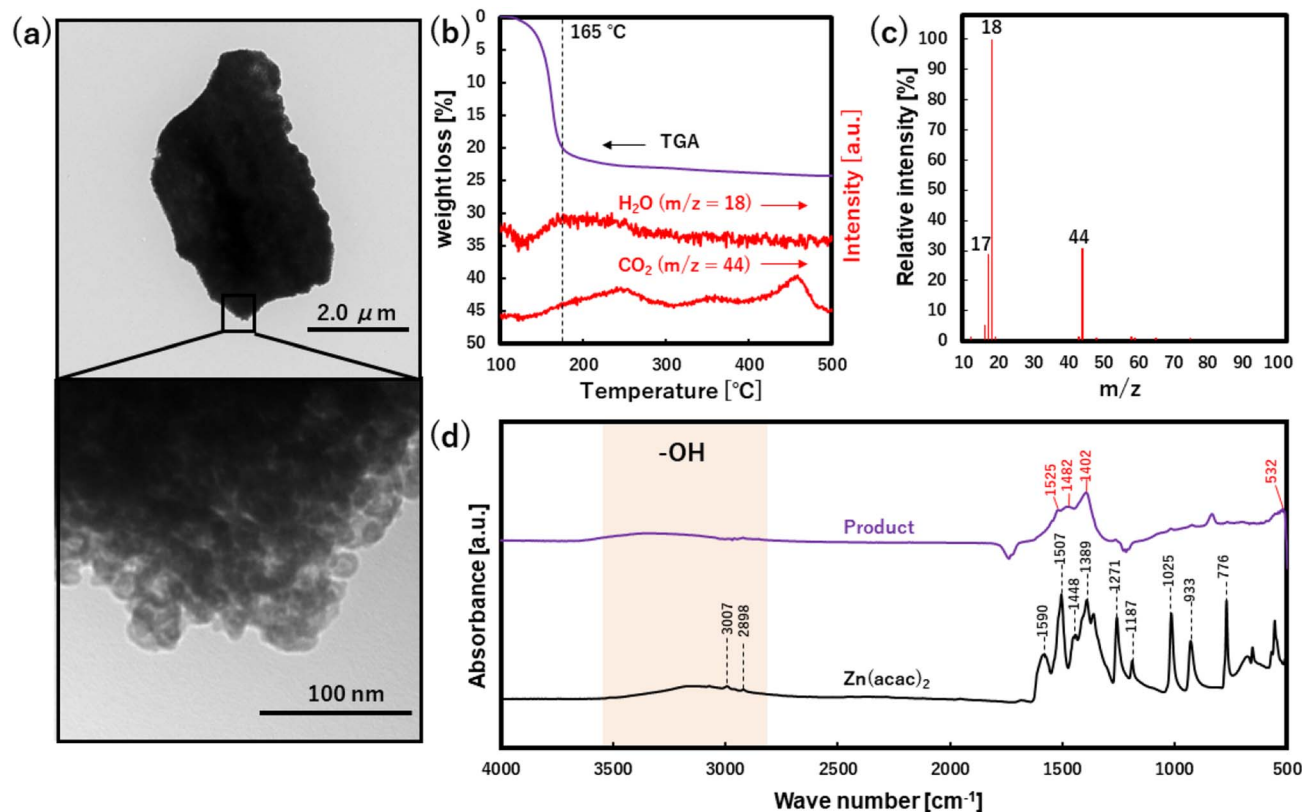 (a)
2.0 μm
100 nm
(b)
0
5
10
15
20
25
30
35
40
45
50
weight loss [%]
165 °C
TGA
H₂O (m/z = 18)
CO₂ (m/z = 44)
Intensity [a.u.]
100 200 300 400 500
Temperature [°C]
(c)
100
90
80
70
60
50
40
30
20
10
0
Relative intensity [%]
18
17
44
10 20 30 40 50 60 70 80 90 100
m/z
(d)
-OH
Absorbance [a.u.]
Product
1525
1482
1402
532
3007
2898
1590
1507
1448
1389
1271
1187
1025
933
776
Zn(acac)₂
4000 3500 3000 2500 2000 1500 1000 500
Wave number [cm⁻¹]